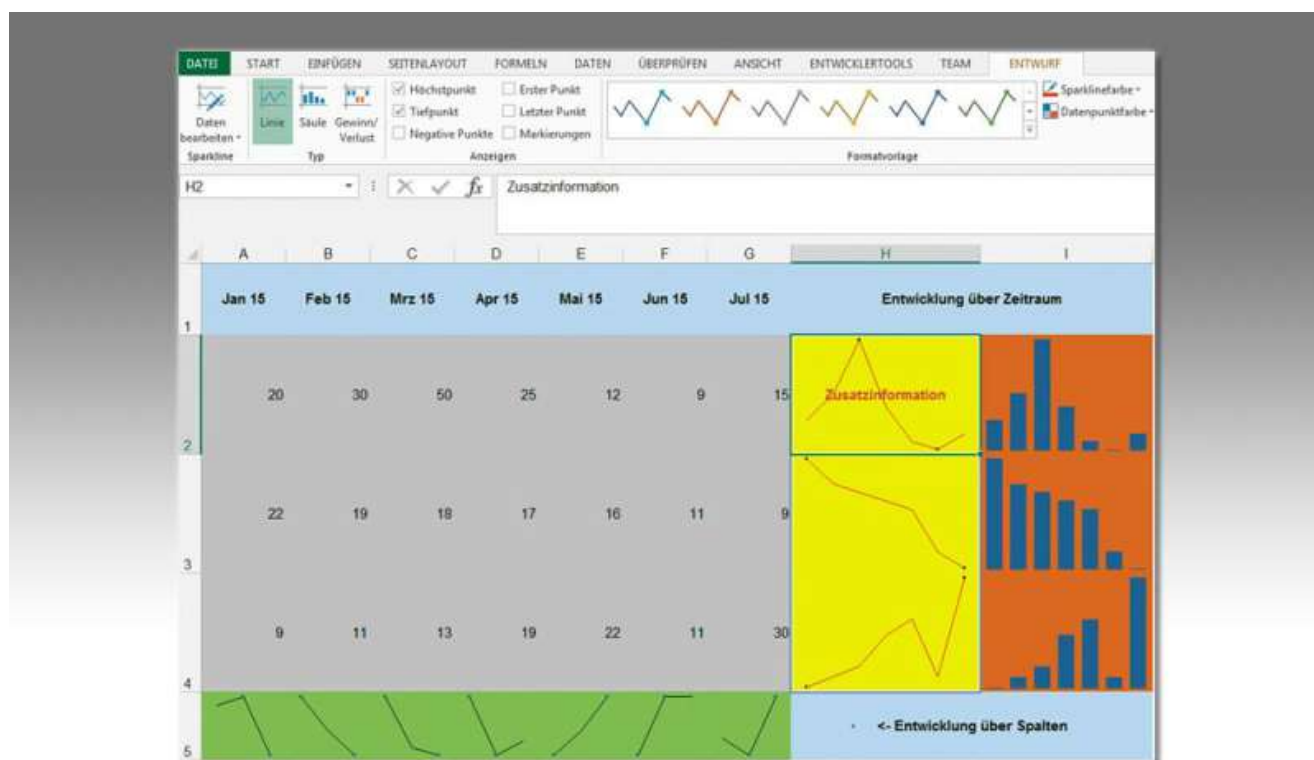 DATEI START EINFÜGEN SEITENLAYOUT FORMELN DATEN ÜBERPRÜFEN ANSICHT ENTWICKLERTOOLS TEAM ENTWURF
Daten bearbeiten
Linie
Säule
Gewinn/ Verlust
Höchstpunkt
Tiefpunkt
Negative Punkte
Erster Punkt
Letzter Punkt
Markierungen
Sparklinefarbe
Datenpunktfarbe
Sparkline Typ Anzeigen Formatvorlage
H2 fx Zusatzinformation
A B C D E F G H I
1 Jan 15 Feb 15 Mrz 15 Apr 15 Mai 15 Jun 15 Jul 15 Entwicklung über Zeitraum
2 20 30 50 25 12 9 15 Zusatzinformation
3 22 19 18 17 16 11 9
4 9 11 13 19 22 11 30
5 <- Entwicklung über Spalten